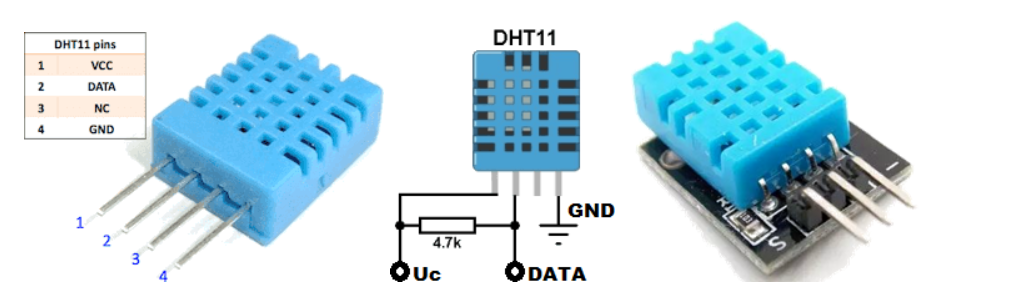 DHT11 pins
1 VCC
2 DATA
3 NC
4 GND
1
2
3
4
DHT11
GND
4.7k
Uc
DATA
S